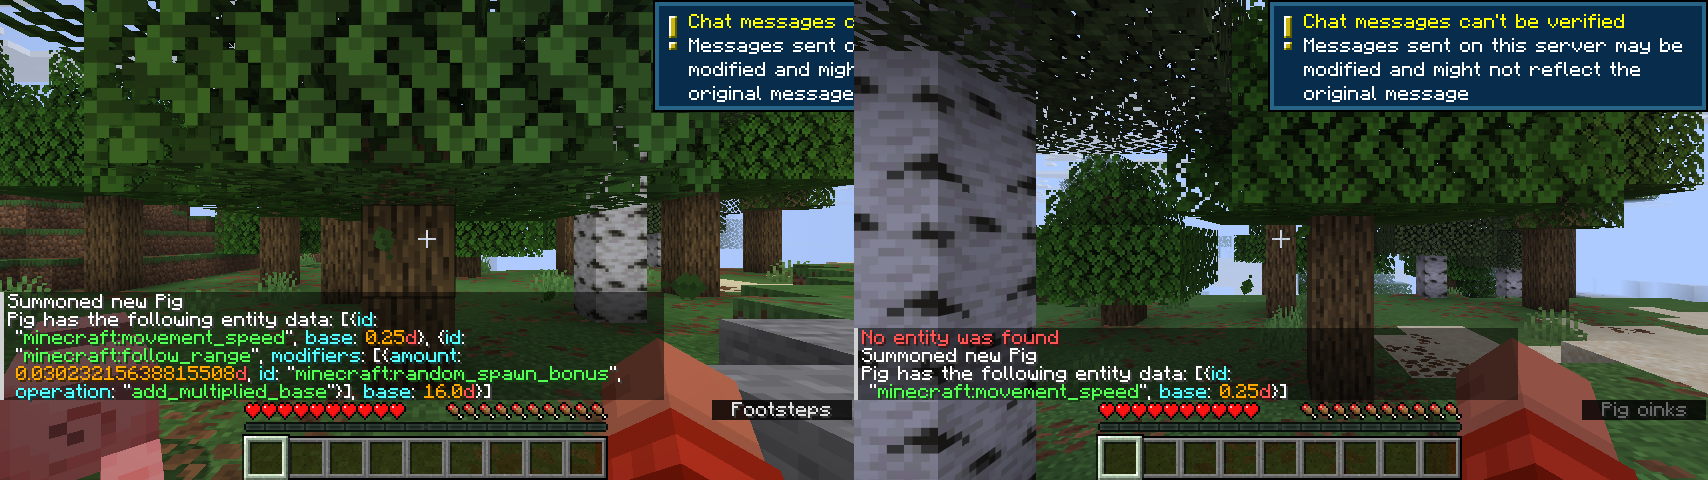 Chat messages c
Messages sent o
modified and migh
original message
Summoned new Pig
Pig has the following entity data: [{id:
"minecraft:movement_speed", base: 0.25d}, {id:
"minecraft:follow_range", modifiers: [{amount:
0.03023215638815508d, id: "minecraft:random_spawn_bonus",
operation: "add_multiplied_base"}], base: 16.0d}]
Footsteps
Chat messages can't be verified
Messages sent on this server may be
modified and might not reflect the
original message
No entity was found
Summoned new Pig
Pig has the following entity data: [{id:
"minecraft:movement_speed", base: 0.25d}]
Pig oinks